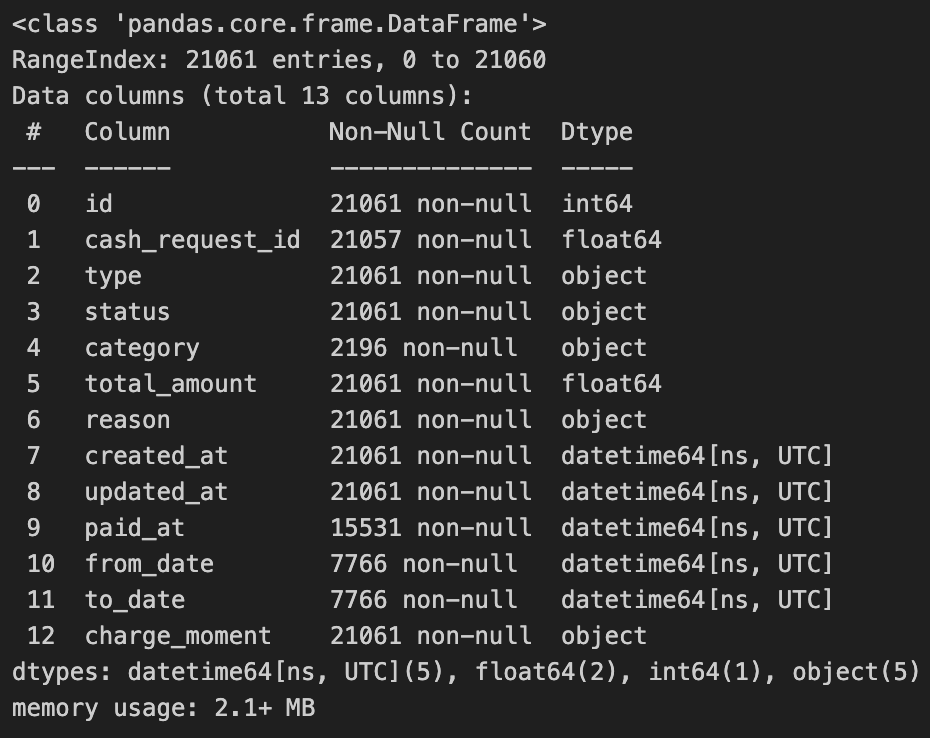 <class 'pandas.core.frame.DataFrame'>
RangeIndex: 21061 entries, 0 to 21060
Data columns (total 13 columns):
 #   Column           Non-Null Count  Dtype
---  ------           --------------  -----
 0   id               21061 non-null  int64
 1   cash_request_id  21057 non-null  float64
 2   type             21061 non-null  object
 3   status           21061 non-null  object
 4   category         2196 non-null   object
 5   total_amount     21061 non-null  float64
 6   reason           21061 non-null  object
 7   created_at       21061 non-null  datetime64[ns, UTC]
 8   updated_at       21061 non-null  datetime64[ns, UTC]
 9   paid_at          15531 non-null  datetime64[ns, UTC]
 10  from_date        7766 non-null   datetime64[ns, UTC]
 11  to_date          7766 non-null   datetime64[ns, UTC]
 12  charge_moment    21061 non-null  object
dtypes: datetime64[ns, UTC](5), float64(2), int64(1), object(5)
memory usage: 2.1+ MB